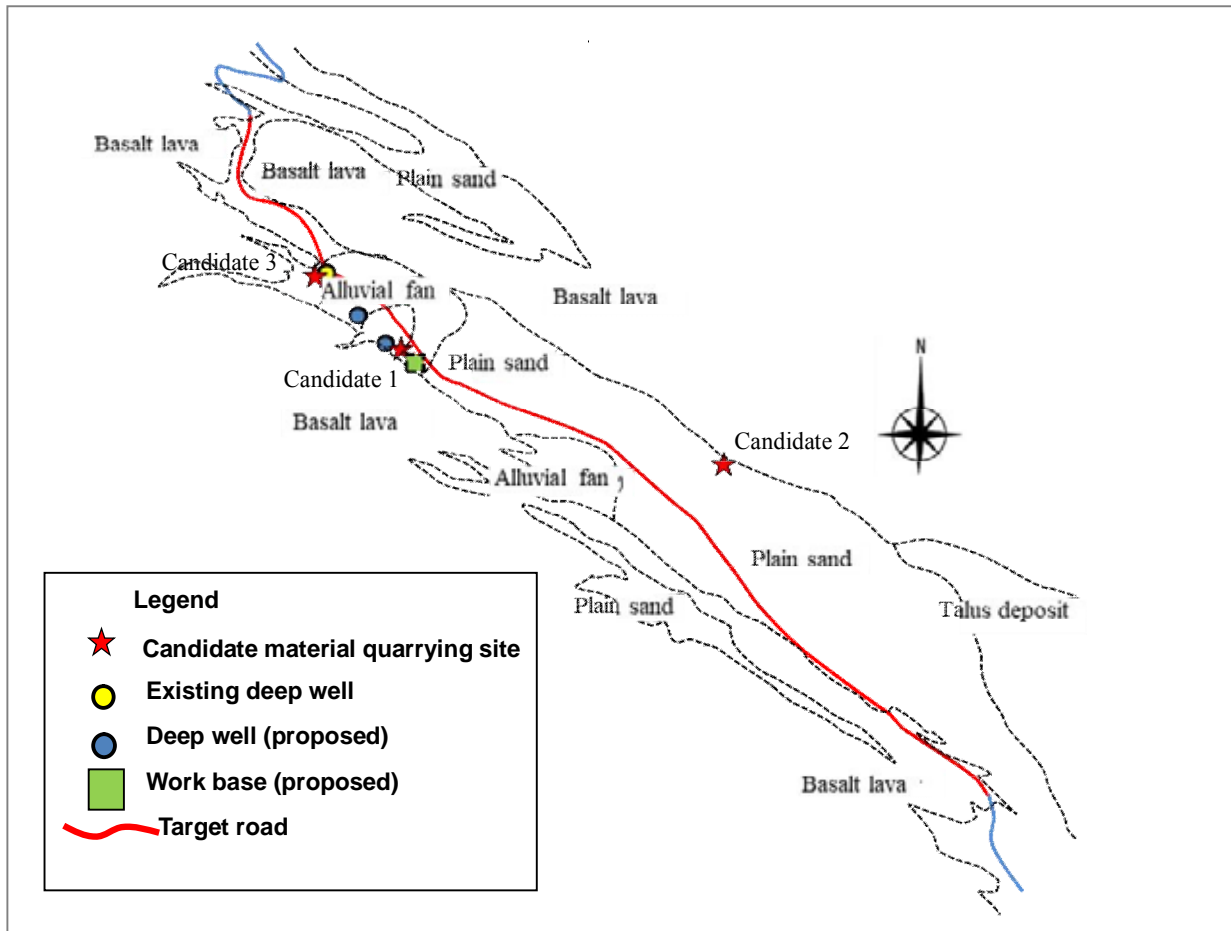 Basalt lava
Basalt lava
Plain sand
Candidate 3
Alluvial fan
Basalt lava
N
Plain sand
Candidate 1
Basalt lava
Candidate 2
Alluvial fan
Plain sand
Plain sand
Talus deposit
Basalt lava
Legend
Candidate material quarrying site
Existing deep well
Deep well (proposed)
Work base (proposed)
Target road